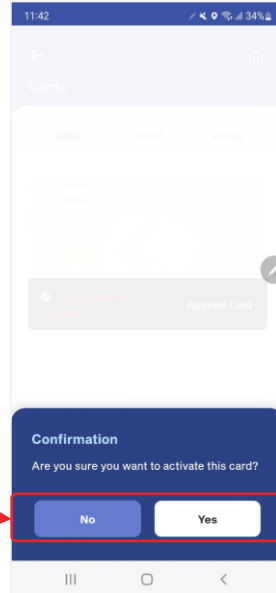 11:42
34%
Cards
Debit Credit Virtual
Activate Card
Confirmation
Are you sure you want to activate this card?
No Yes